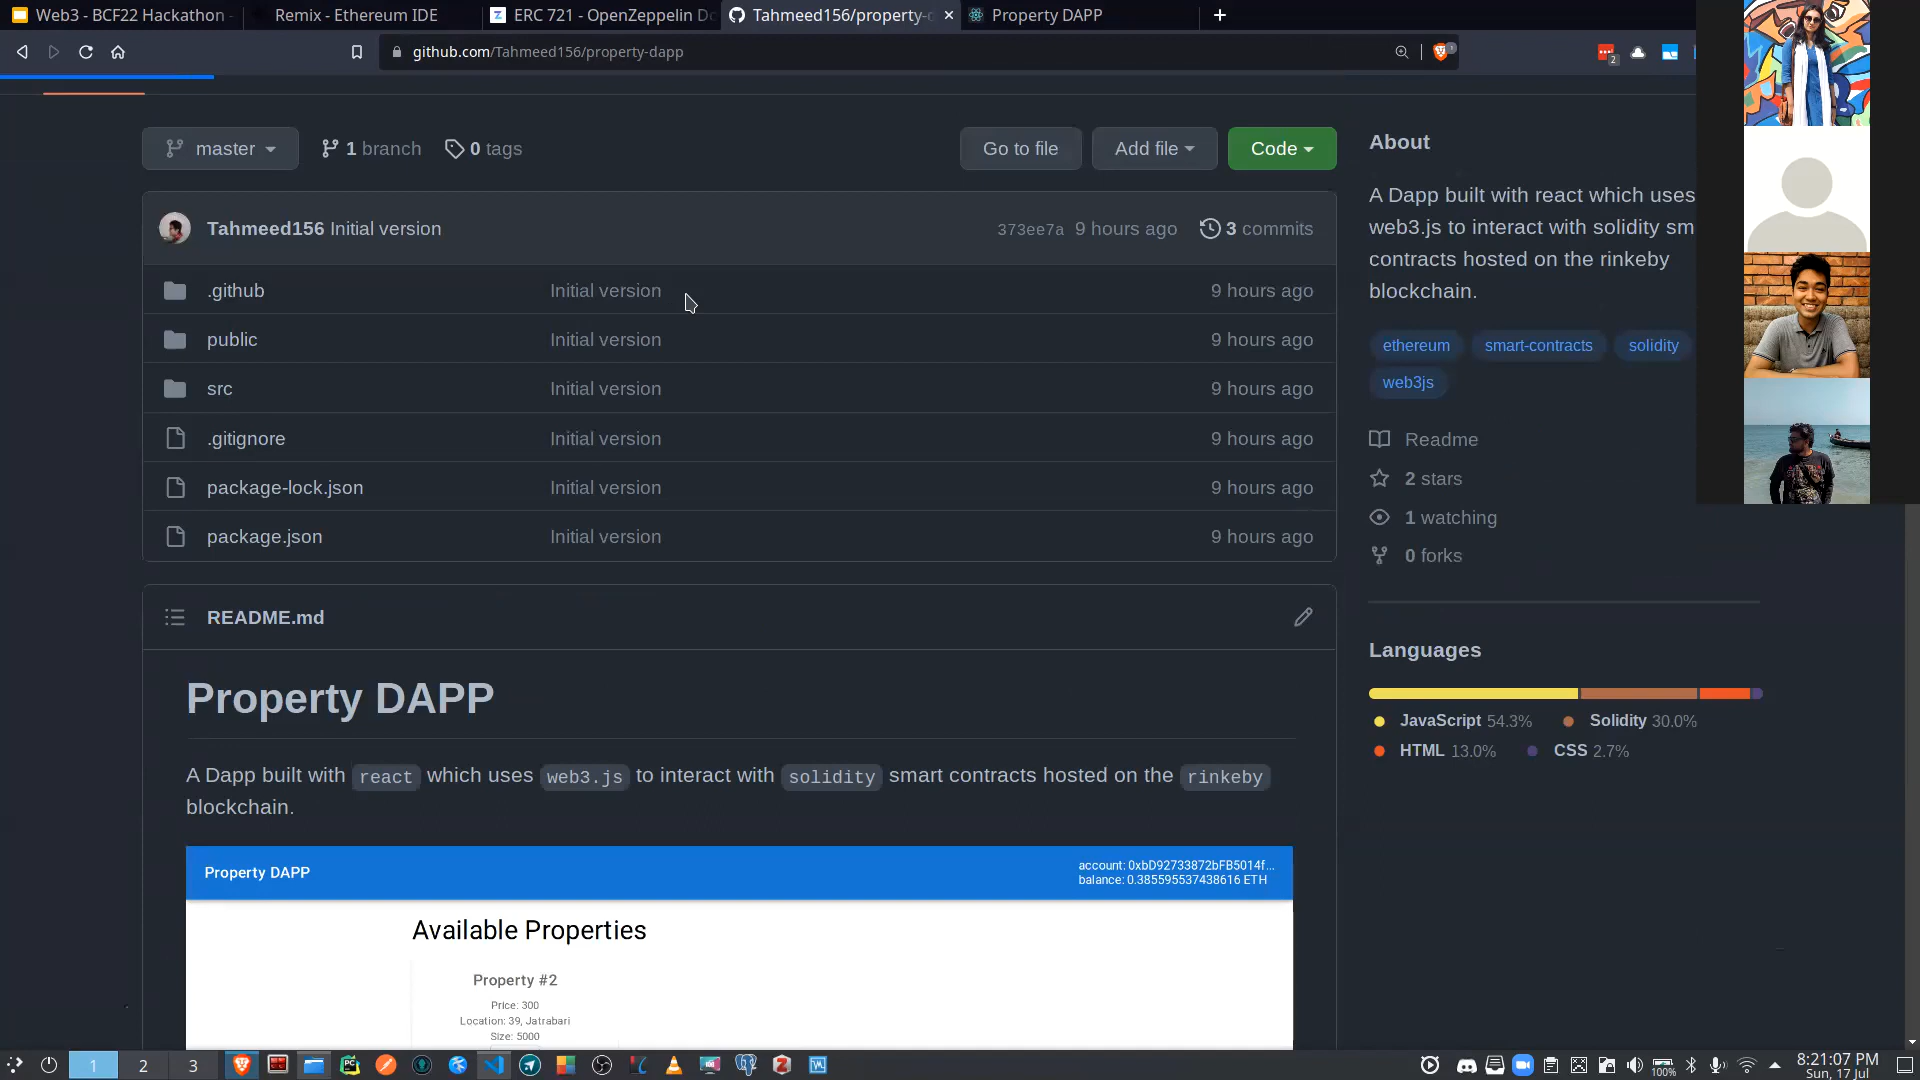 Web3 - BCF22 Hackathon -
Remix - Ethereum IDE
ERC 721 - OpenZeppelin Do
Tahmeed156/property-d
Property DAPP
github.com/Tahmeed156/property-dapp
2
master
1 branch
0 tags
Go to file
Add file
Code
Tahmeed156 Initial version
373ee7a 9 hours ago
3 commits
.github
Initial version
9 hours ago
public
Initial version
9 hours ago
src
Initial version
9 hours ago
.gitignore
Initial version
9 hours ago
package-lock.json
Initial version
9 hours ago
package.json
Initial version
9 hours ago
About
A Dapp built with react which uses
web3.js to interact with solidity sm
contracts hosted on the rinkeby
blockchain.
ethereum
smart-contracts
solidity
web3js
Readme
2 stars
1 watching
0 forks
Languages
JavaScript 54.3%
Solidity 30.0%
HTML 13.0%
CSS 2.7%
README.md
Property DAPP
A Dapp built with react which uses web3.js to interact with solidity smart contracts hosted on the rinkeby
blockchain.
Property DAPP
account: 0xbD92733872bFB5014f...
balance: 0.385595537438616 ETH
Available Properties
Property #2
Price: 300
Location: 39, Jatrabari
Size: 5000
1
2
3
100%
8:21:07 PM
Sun, 17 Jul